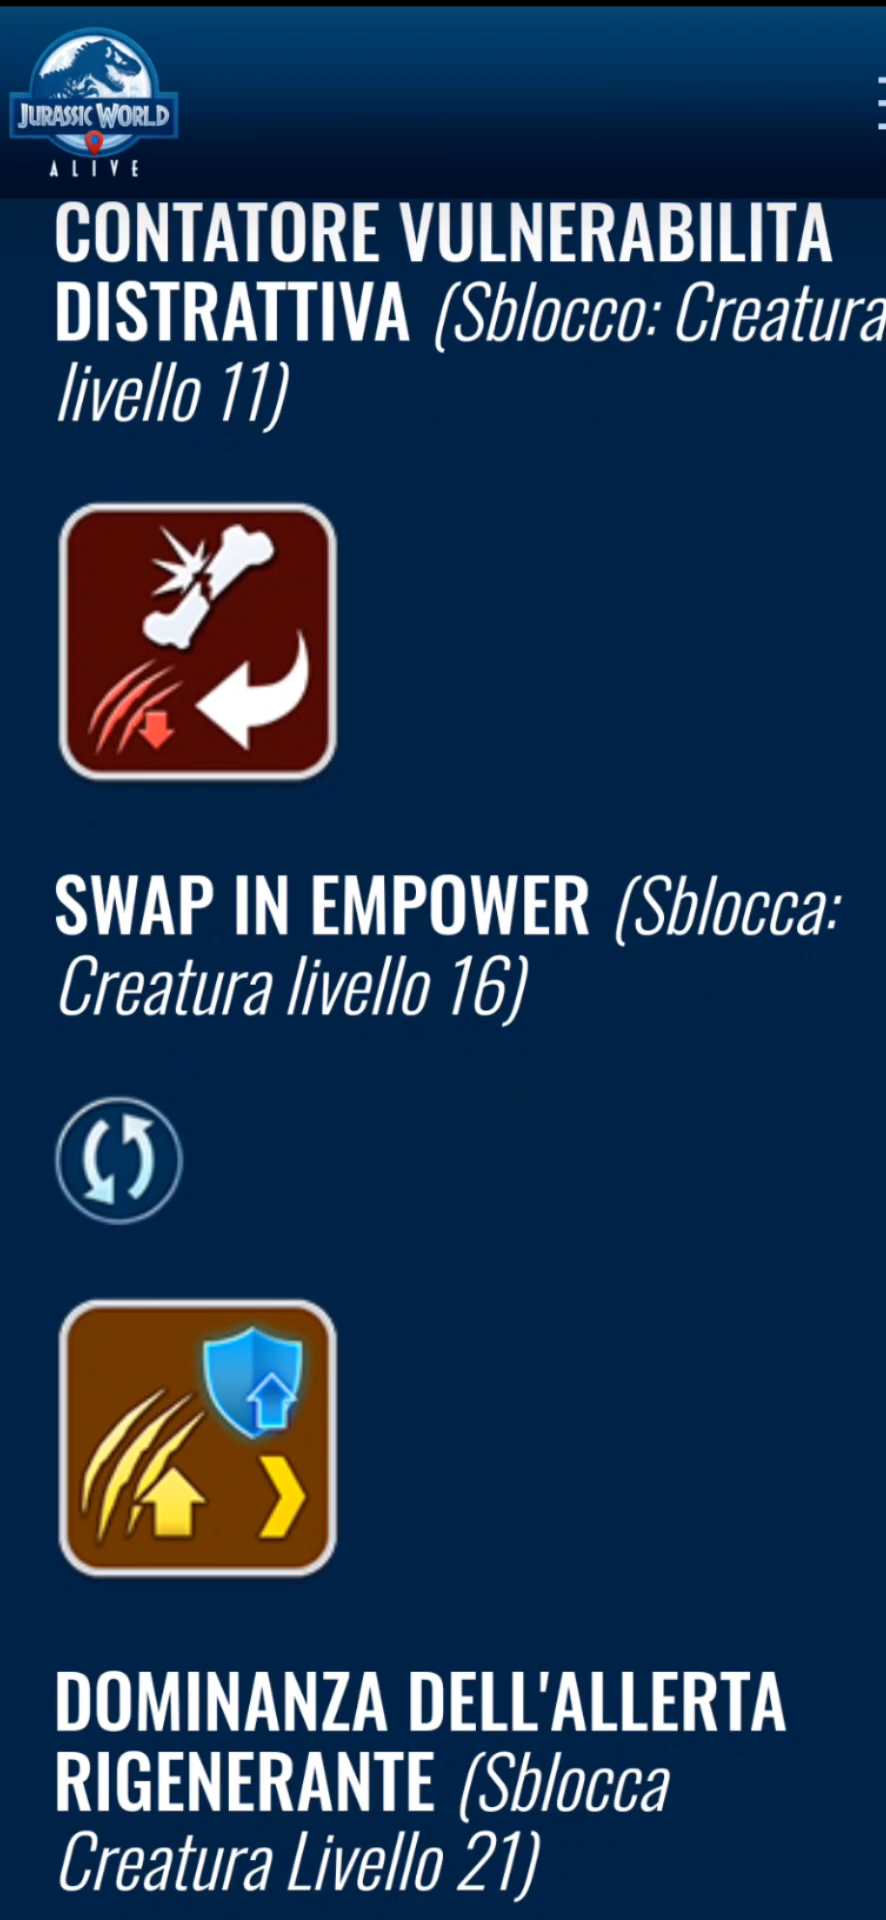 JURASSIC WORLD
ALIVE
CONTATORE VULNERABILITA
DISTRATTIVA (Sblocco: Creatura
livello 11)
SWAP IN EMPOWER (Sblocca:
Creatura livello 16)
DOMINANZA DELL'ALLERTA
RIGENERANTE (Sblocca
Creatura Livello 21)